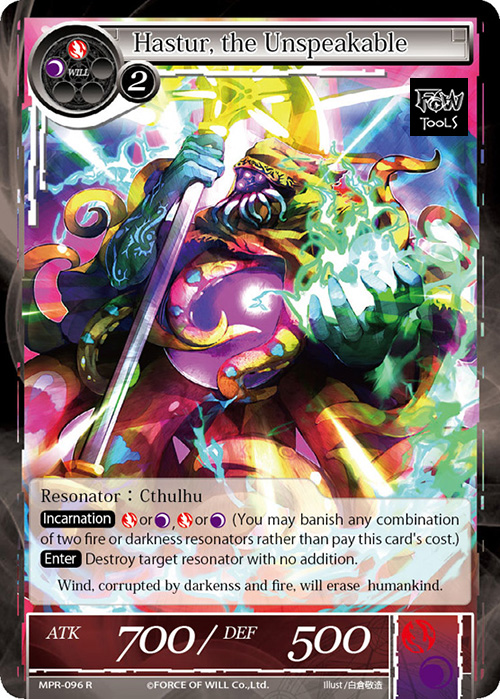 Hastur, the Unspeakable
WILL
2
FoW
TOOLS
Resonator : Cthulhu
Incarnation or , or (You may banish any combination
of two fire or darkness resonators rather than pay this card's cost.)
Enter Destroy target resonator with no addition.
Wind, corrupted by darkenss and fire, will erase humankind.
ATK 700 / DEF 500
MPR-096 R ©FORCE OF WILL Co.,Ltd. Illust/白倉敬造